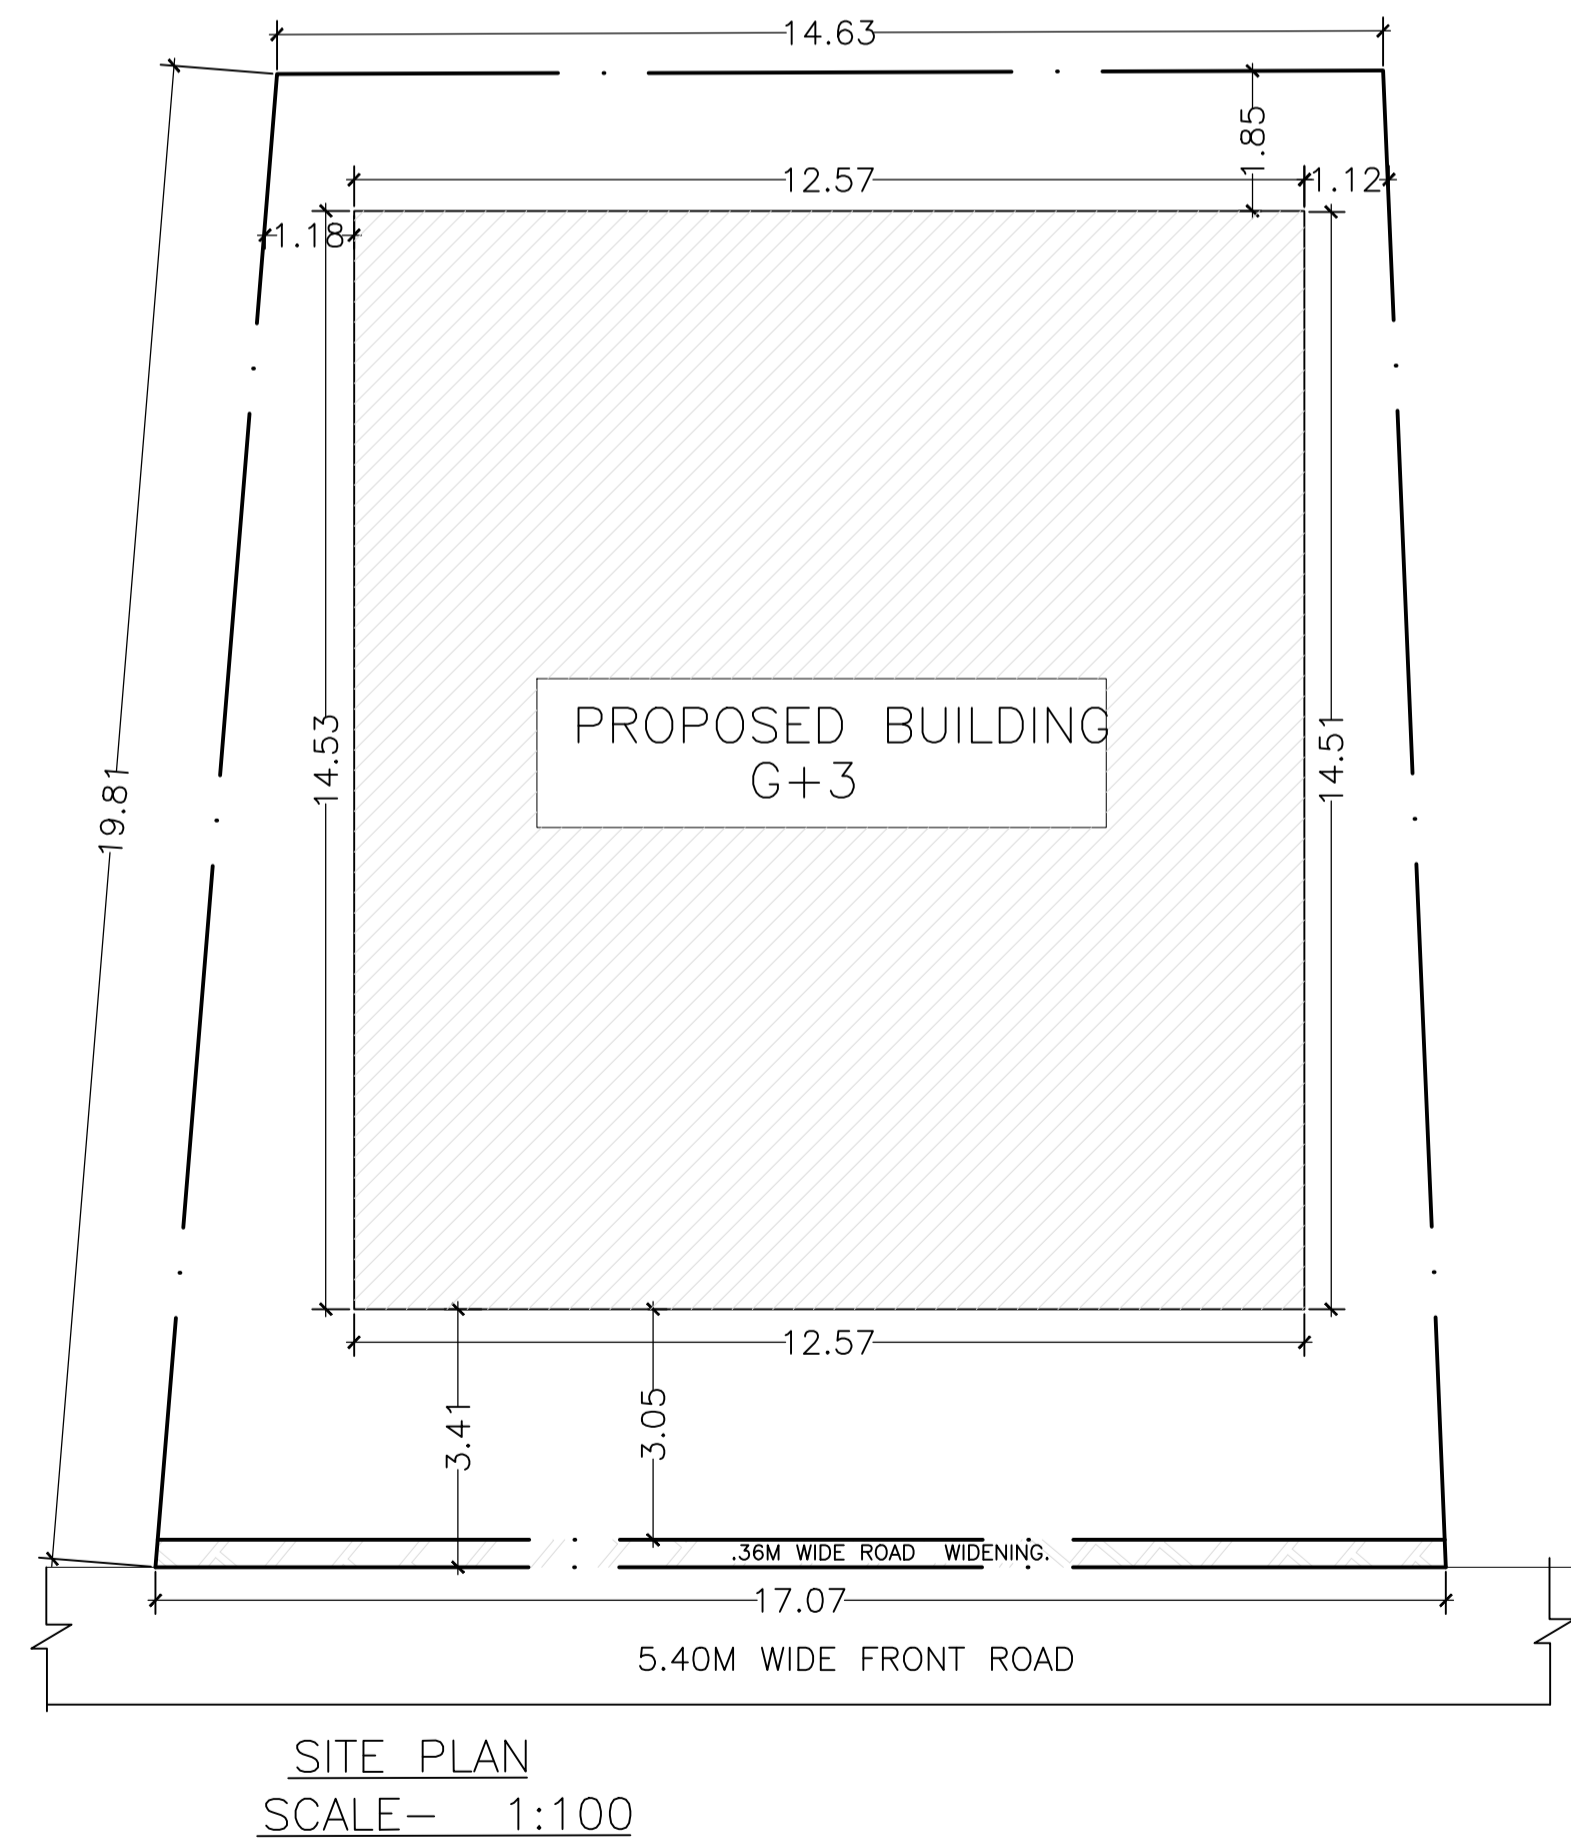 14.63
1.85
12.57
1.12
1.18
PROPOSED BUILDING
G+3
14.53
14.51
19.81
12.57
3.41
3.05
.36M WIDE ROAD WIDENING.
17.07
5.40M WIDE FRONT ROAD
SITE PLAN
SCALE- 1:100